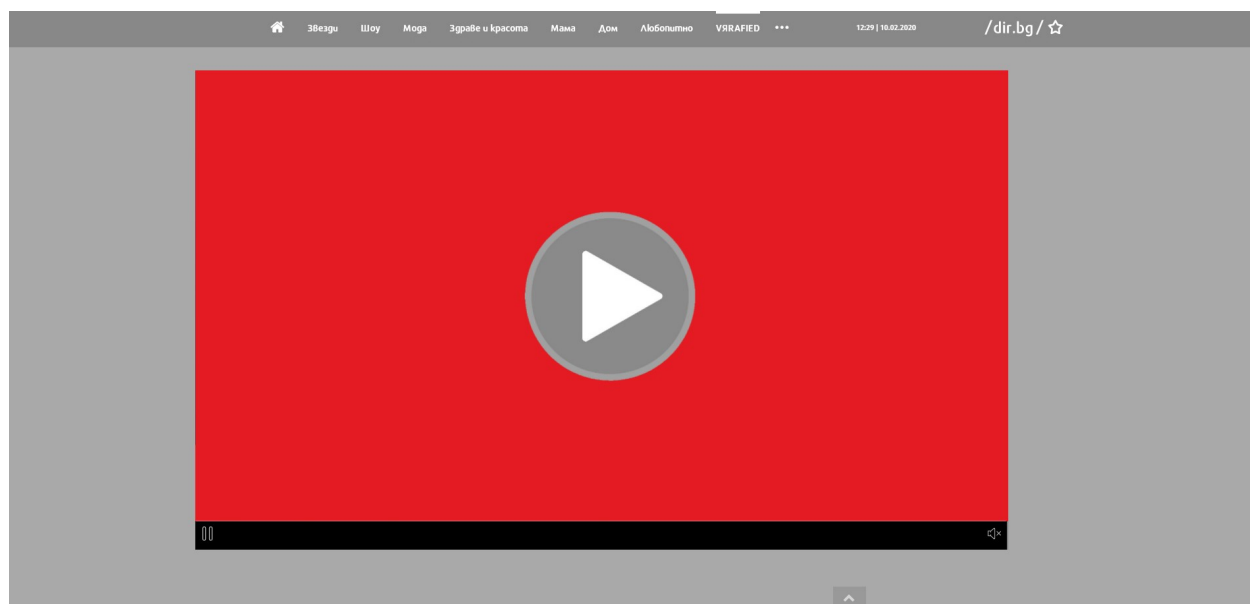 Звезди Шоу Мода Здраве и красота Мама Дом Любопитно VЯRAFIED ••• 12:29 | 10.02.2020 /dir.bg/